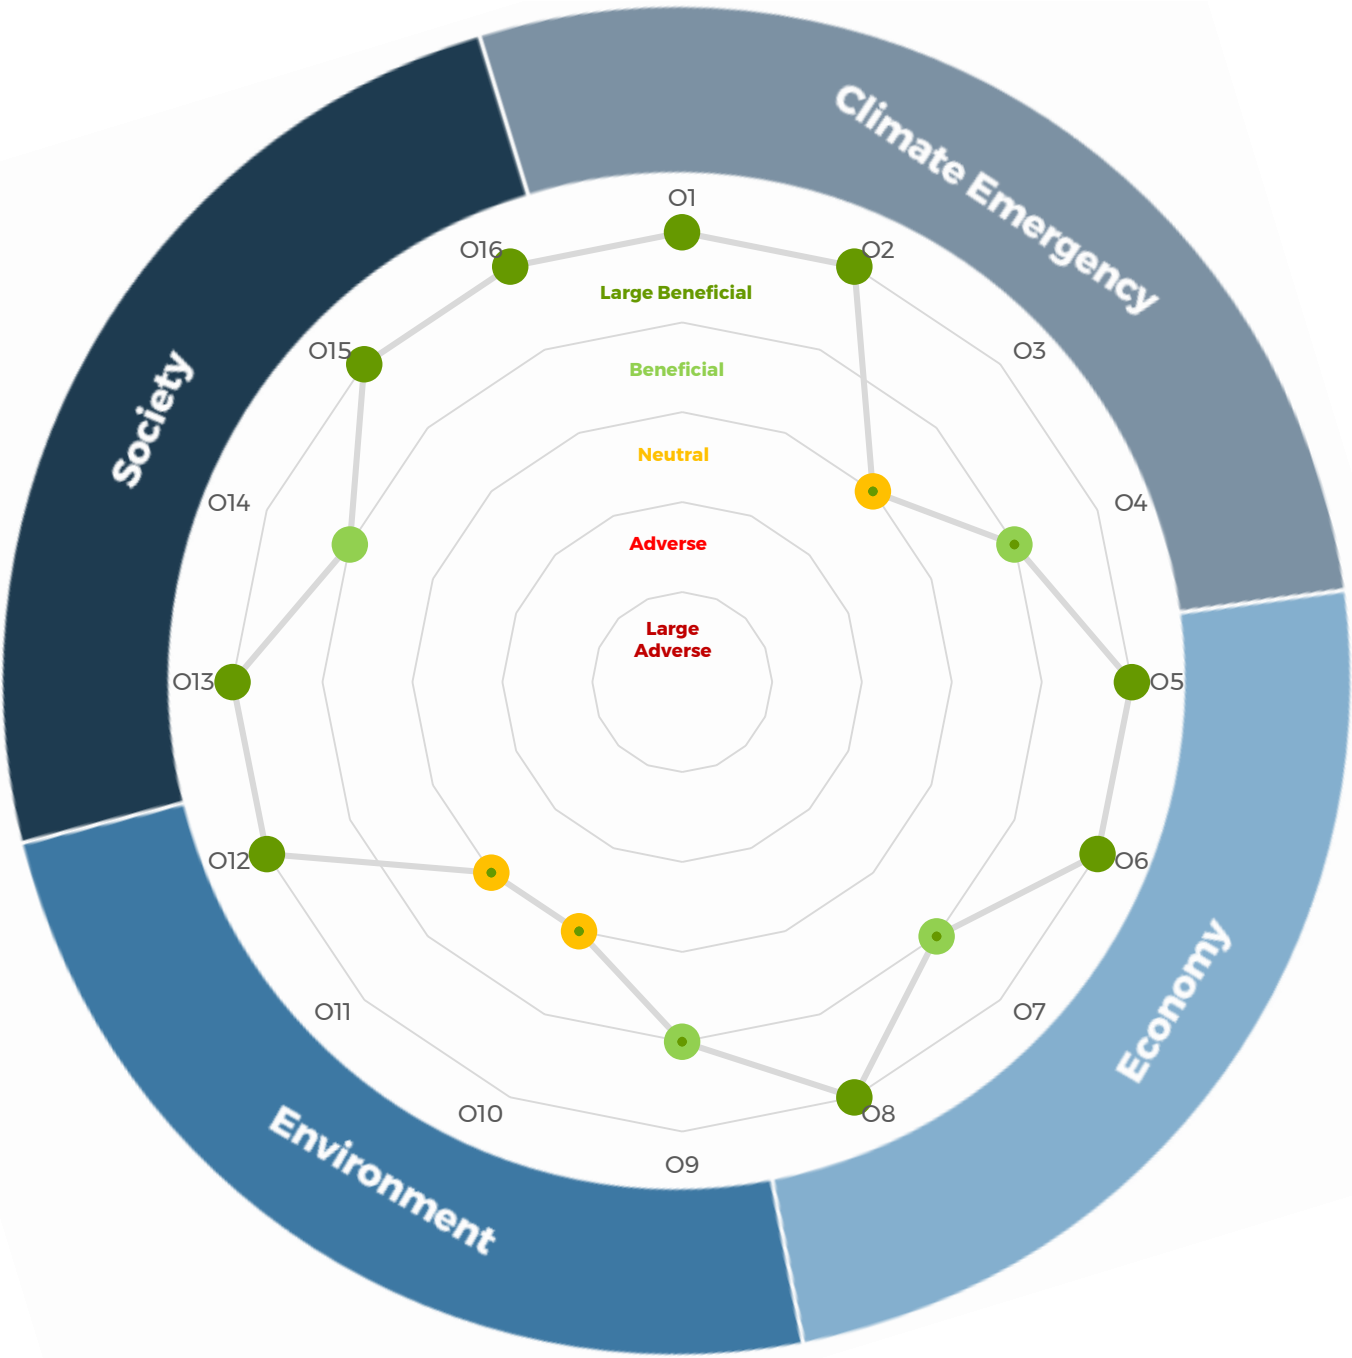 Climate Emergency
O1
O16
O2
Large Beneficial
O15
O3
Beneficial
Society
Neutral
O14
O4
Adverse
Large
Adverse
O13
O5
O12
O6
Economy
O11
O7
O10
O8
Environment
O9